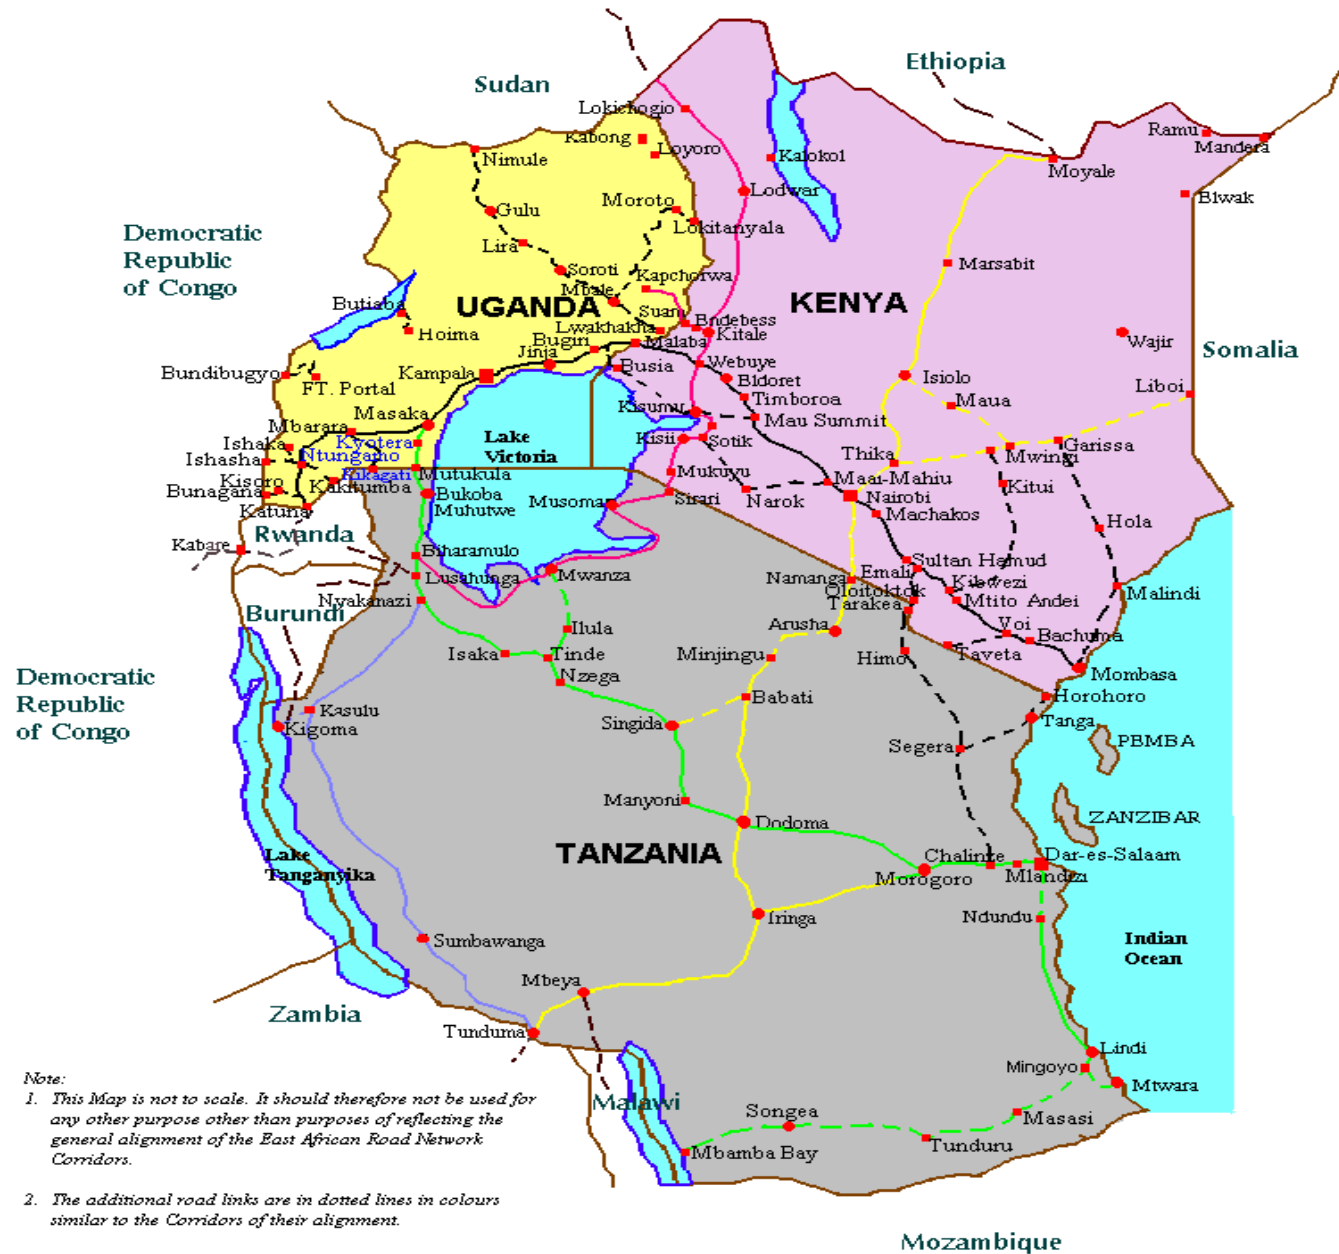 Ethiopia
Sudan
Lokichogio
Kabong
Loyoro
Ramu
Mandera
Nimule
Kalokol
Moyale
Lodwar
Elwak
Moroto
Gulu
Lokitanyala
Democratic
Republic
of Congo
Lira
Soroti
Marsabit
Kapchorwa
Mbale
Butiaba
UGANDA
KENYA
Suam
Endebess
Hoima
Lwakhakha
Kitale
Wajir
Bugiri
Malaba
Somalia
Jinja
Busia
Webuye
Bundibugyo
Kampala
Eldoret
Isiolo
Liboi
FT. Portal
Timboroa
Maua
Masaka
Kisumu
Mau Summit
Mbarara
Kyotera
Lake
Victoria
Kisii
Sotik
Garissa
Ishaka
Ntungamo
Thika
Mwingi
Ishasha
Kikagati
Mutukula
Mukuyu
Maai-Mahiu
Kisoro
Kakitumba
Kitui
Bunagana
Bukoba
Musoma
Sirari
Narok
Nairobi
Katuna
Muhutwe
Machakos
Hola
Rwanda
Kabare
Biharamulo
Sultan Hamud
Lusahunga
Mwanza
Namanga
Emali
Kibwezi
Oloitoktok
Malindi
Nyakanazi
Tarakea
Mtito Andei
Burundi
Ilula
Arusha
Voi
Bachuma
Isaka
Tinde
Minjingu
Himo
Taveta
Mombasa
Democratic
Republic
of Congo
Nzega
Babati
Horohoro
Kasulu
Kigoma
Singida
Tanga
Segera
PEMBA
Manyoni
Dodoma
ZANZIBAR
Lake
Tanganyika
TANZANIA
Chalinze
Dar-es-Salaam
Morogoro
Mlandizi
Iringa
Ndundu
Sumbawanga
Indian
Ocean
Mbeya
Zambia
Tunduma
Lindi
Mingoyo
Mtwara
Malawi
Songea
Masasi
Mbamba Bay
Tunduru
Note:
1. This Map is not to scale. It should therefore not be used for
any other purpose other than purposes of reflecting the
general alignment of the East African Road Network
Corridors.
2. The additional road links are in dotted lines in colours
similar to the Corridors of their alignment.
Mozambique